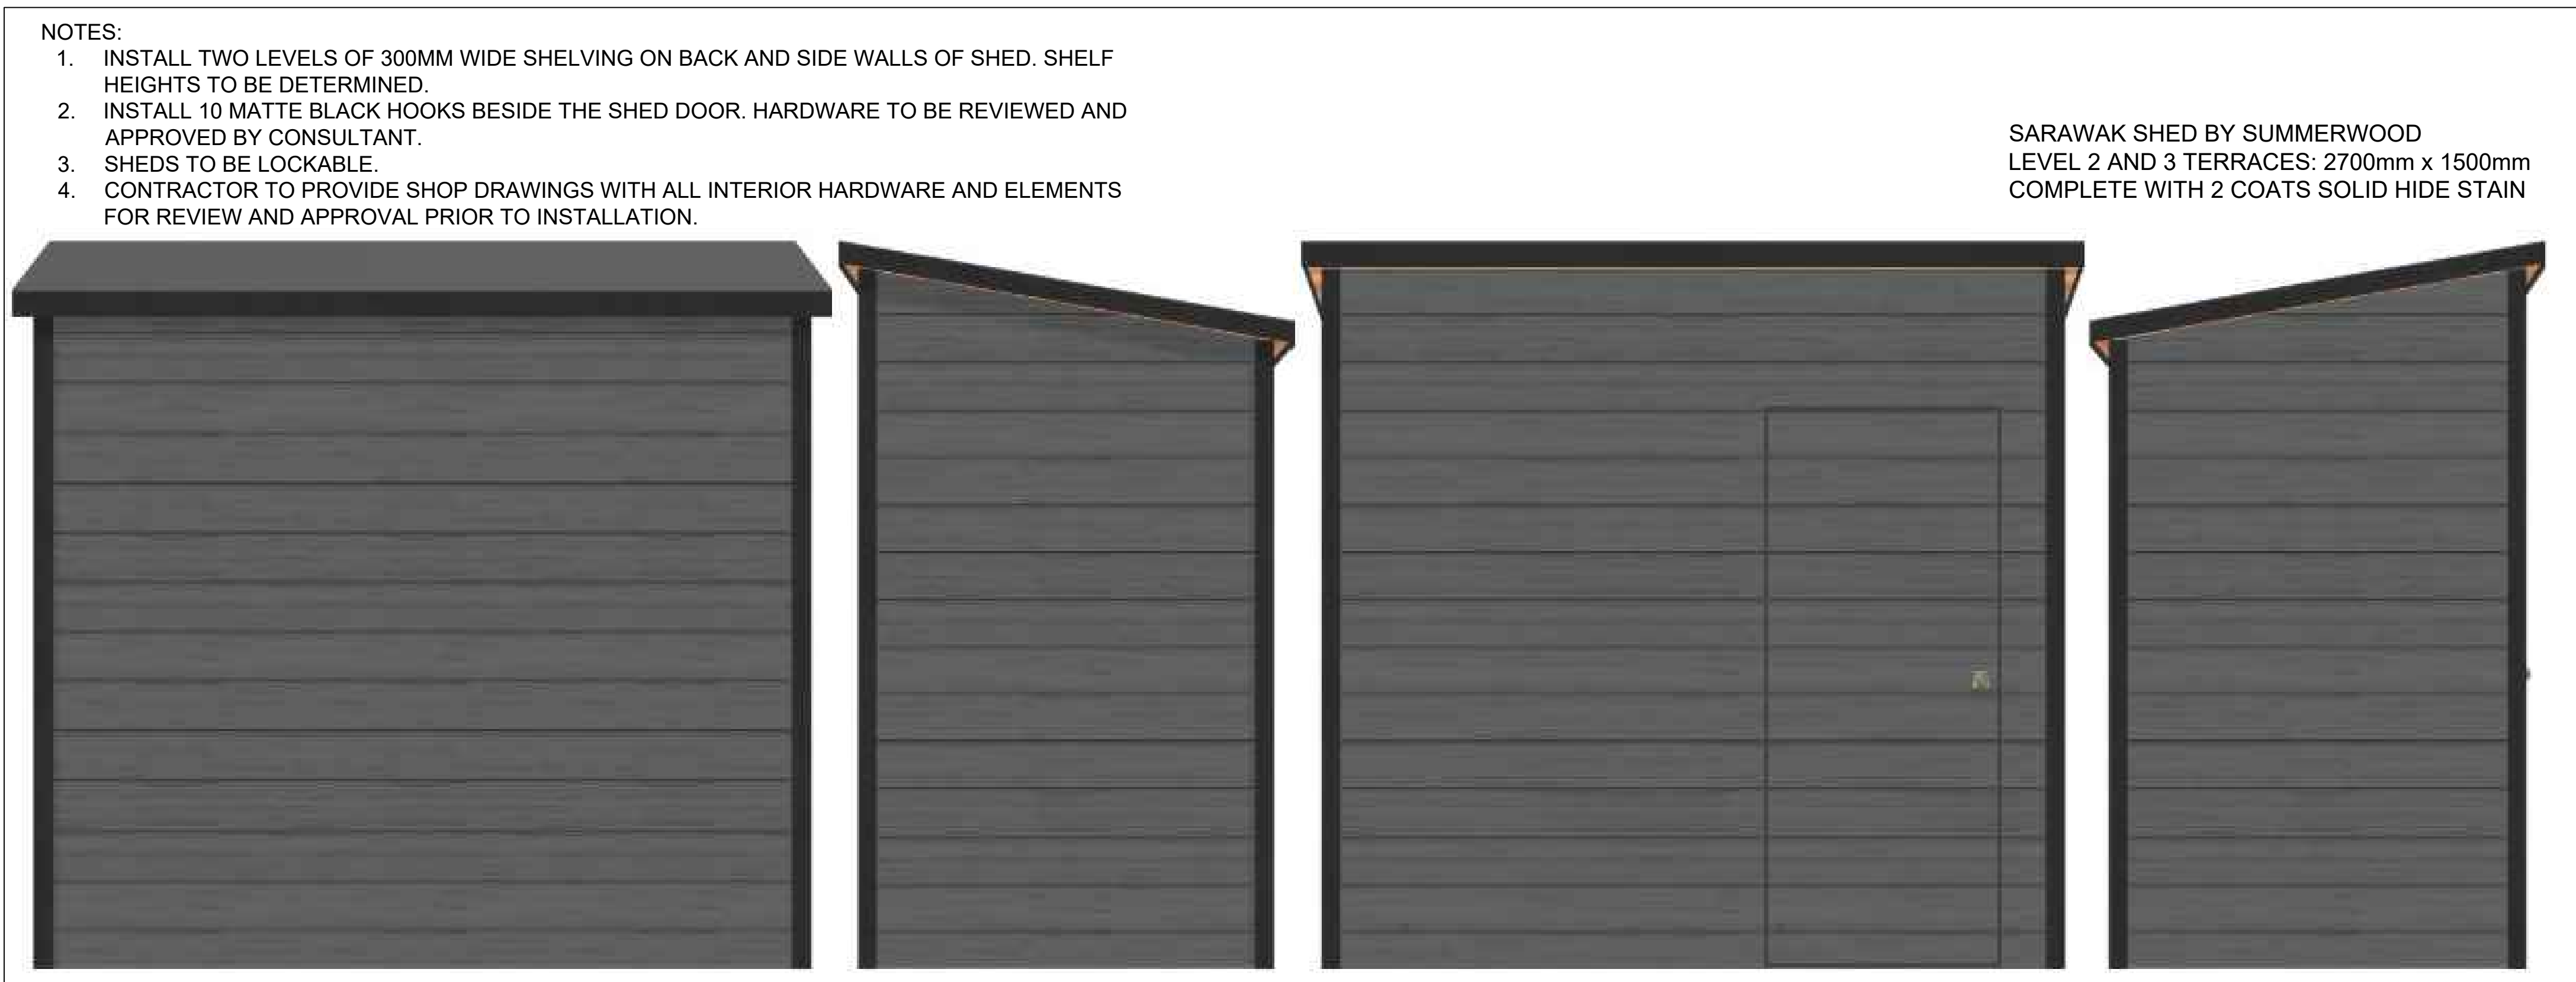 NOTES:
1. INSTALL TWO LEVELS OF 300MM WIDE SHELVING ON BACK AND SIDE WALLS OF SHED. SHELF
HEIGHTS TO BE DETERMINED.
2. INSTALL 10 MATTE BLACK HOOKS BESIDE THE SHED DOOR. HARDWARE TO BE REVIEWED AND
APPROVED BY CONSULTANT.
3. SHEDS TO BE LOCKABLE.
4. CONTRACTOR TO PROVIDE SHOP DRAWINGS WITH ALL INTERIOR HARDWARE AND ELEMENTS
FOR REVIEW AND APPROVAL PRIOR TO INSTALLATION.
SARAWAK SHED BY SUMMERWOOD
LEVEL 2 AND 3 TERRACES: 2700mm x 1500mm
COMPLETE WITH 2 COATS SOLID HIDE STAIN